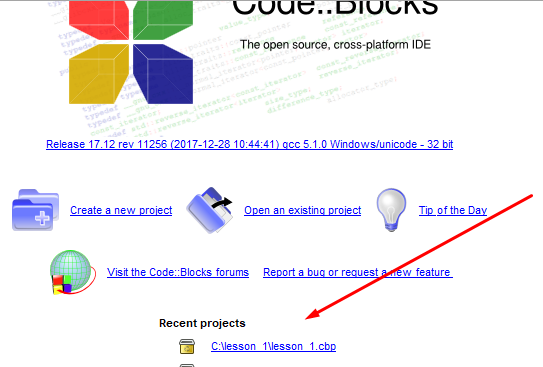 Code::Blocks
The open source, cross-platform IDE
Release 17.12 rev 11256 (2017-12-28 10:44:41) gcc 5.1.0 Windows/unicode - 32 bit
Create a new project
Open an existing project
Tip of the Day
Visit the Code::Blocks forums
Report a bug or request a new feature
Recent projects
C:\lesson_1\lesson_1.cbp